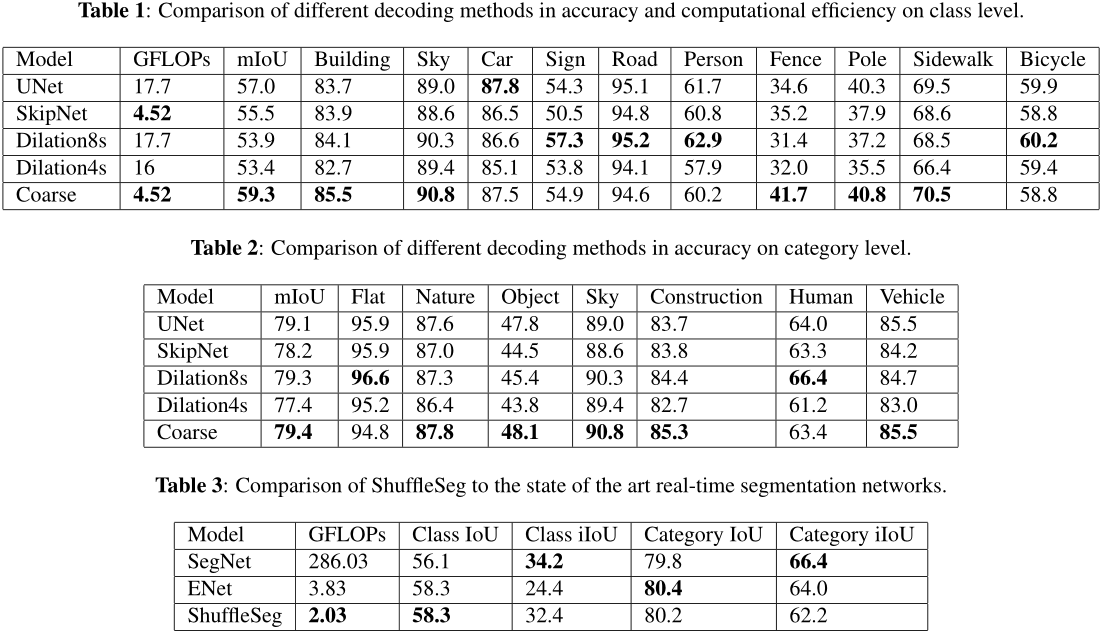 Table 1: Comparison of different decoding methods in accuracy and computational efficiency on class level.
Model GFLOPs mIoU Building Sky Car Sign Road Person Fence Pole Sidewalk Bicycle
UNet 17.7 57.0 83.7 89.0 87.8 54.3 95.1 61.7 34.6 40.3 69.5 59.9
SkipNet 4.52 55.5 83.9 88.6 86.5 50.5 94.8 60.8 35.2 37.9 68.6 58.8
Dilation8s 17.7 53.9 84.1 90.3 86.6 57.3 95.2 62.9 31.4 37.2 68.5 60.2
Dilation4s 16 53.4 82.7 89.4 85.1 53.8 94.1 57.9 32.0 35.5 66.4 59.4
Coarse 4.52 59.3 85.5 90.8 87.5 54.9 94.6 60.2 41.7 40.8 70.5 58.8
Table 2: Comparison of different decoding methods in accuracy on category level.
Model mIoU Flat Nature Object Sky Construction Human Vehicle
UNet 79.1 95.9 87.6 47.8 89.0 83.7 64.0 85.5
SkipNet 78.2 95.9 87.0 44.5 88.6 83.8 63.3 84.2
Dilation8s 79.3 96.6 87.3 45.4 90.3 84.4 66.4 84.7
Dilation4s 77.4 95.2 86.4 43.8 89.4 82.7 61.2 83.0
Coarse 79.4 94.8 87.8 48.1 90.8 85.3 63.4 85.5
Table 3: Comparison of ShuffleSeg to the state of the art real-time segmentation networks.
Model GFLOPs Class IoU Class iIoU Category IoU Category iIoU
SegNet 286.03 56.1 34.2 79.8 66.4
ENet 3.83 58.3 24.4 80.4 64.0
ShuffleSeg 2.03 58.3 32.4 80.2 62.2